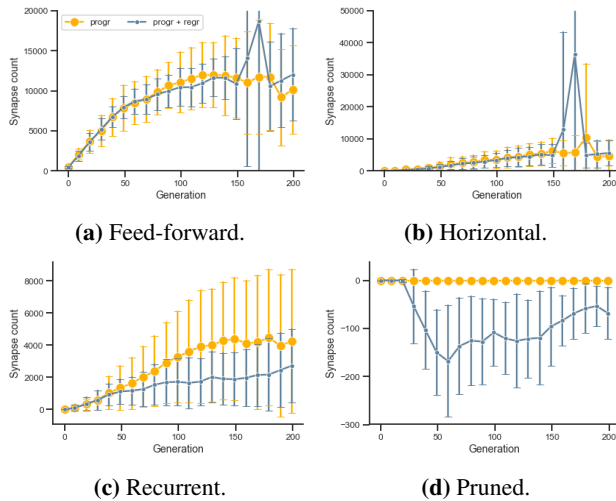 progr
progr + regr
Synapse count
20000
15000
10000
5000
0
0 50 100 150 200
Generation
(a) Feed-forward.
Synapse count
50000
40000
30000
20000
10000
0
0 50 100 150 200
Generation
(b) Horizontal.
Synapse count
8000
6000
4000
2000
0
0 50 100 150 200
Generation
(c) Recurrent.
Synapse count
0
−100
−200
−300
0 50 100 150 200
Generation
(d) Pruned.